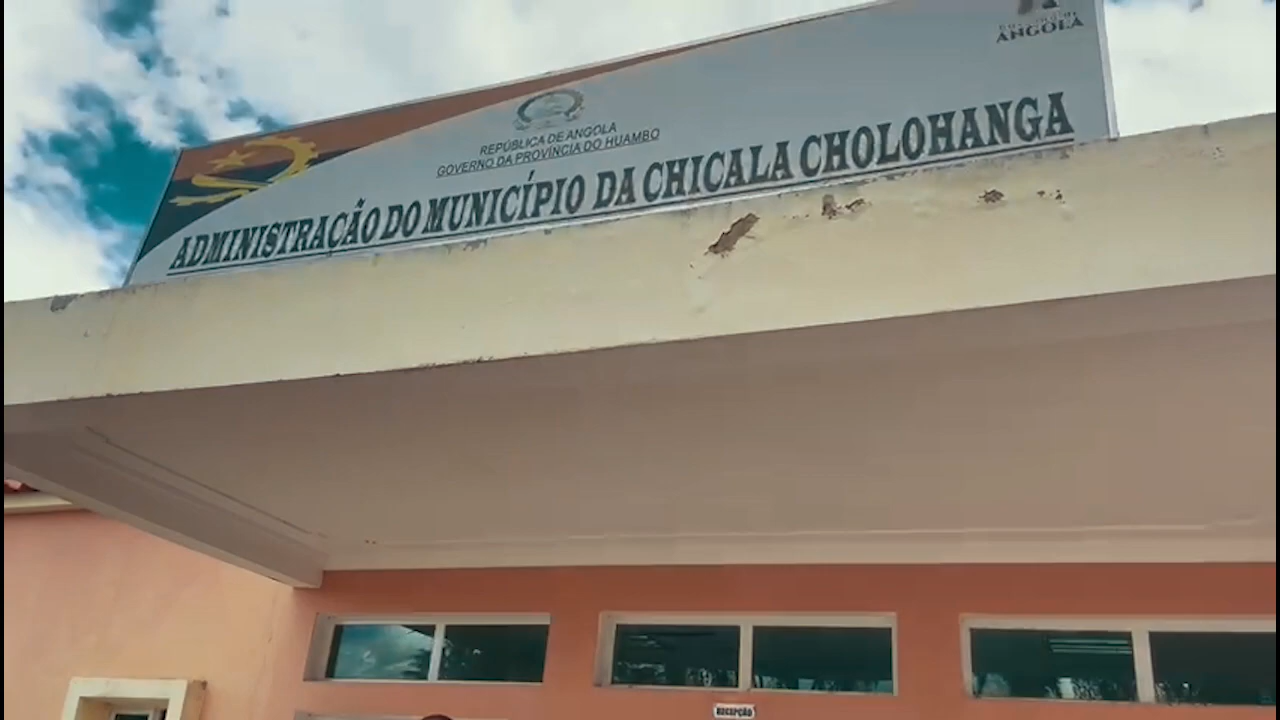 ANGOLA
REPÚBLICA DE ANGOLA
GOVERNO DA PROVÍNCIA DO HUAMBO
ADMINISTRAÇÃO DO MUNICÍPIO DA CHICALA CHOLOHANGA
RECEPÇÃO